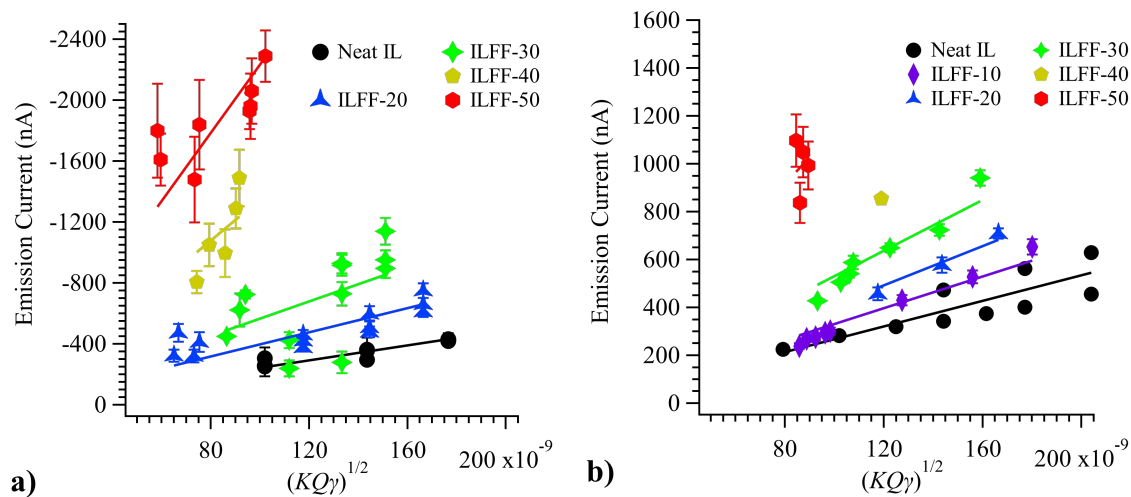 -2400
-2000
-1600
-1200
-800
-400
0
Emission Current (nA)
Neat IL
ILFF-20
ILFF-30
ILFF-40
ILFF-50
80
120
160
200 x10⁻⁹
(KQγ)^1/2
a)
1600
1400
1200
1000
800
600
400
200
0
Emission Current (nA)
Neat IL
ILFF-10
ILFF-20
ILFF-30
ILFF-40
ILFF-50
80
120
160
200 x10⁻⁹
(KQγ)^1/2
b)